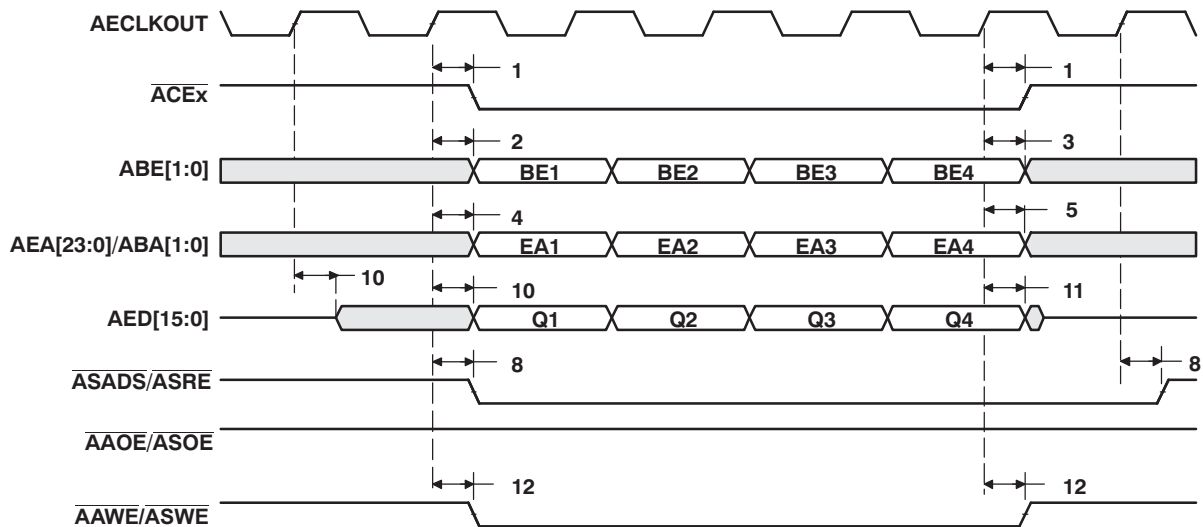 AECLKOUT
1 1
ACEx
2 3
ABE[1:0] BE1 BE2 BE3 BE4
4 5
AEA[23:0]/ABA[1:0] EA1 EA2 EA3 EA4
10 10 11
AED[15:0] Q1 Q2 Q3 Q4
8 8
ASADS/ASRE
AAOE/ASOE
12 12
AAWE/ASWE